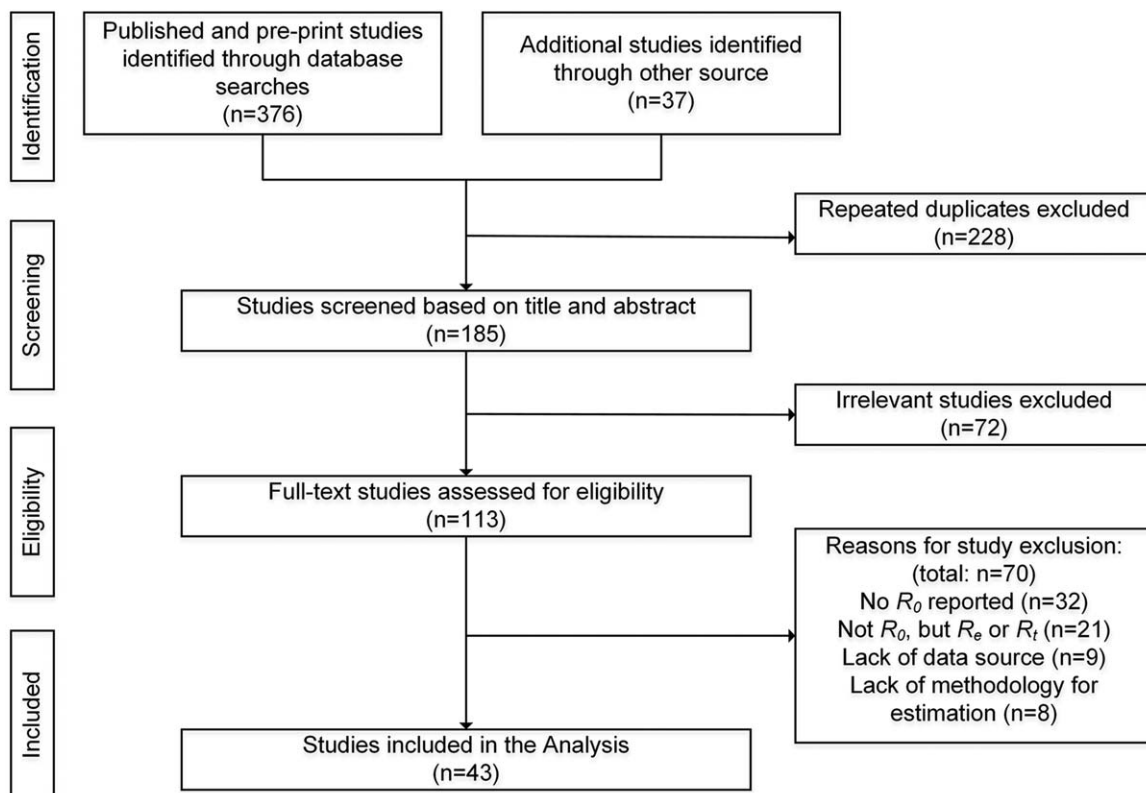 Identification
Published and pre-print studies
identified through database
searches
(n=376)
Additional studies identified
through other source
(n=37)
Screening
Repeated duplicates excluded
(n=228)
Studies screened based on title and abstract
(n=185)
Irrelevant studies excluded
(n=72)
Eligibility
Full-text studies assessed for eligibility
(n=113)
Reasons for study exclusion:
(total: n=70)
No R₀ reported (n=32)
Not R₀, but Rₑ or Rₜ (n=21)
Lack of data source (n=9)
Lack of methodology for
estimation (n=8)
Included
Studies included in the Analysis
(n=43)